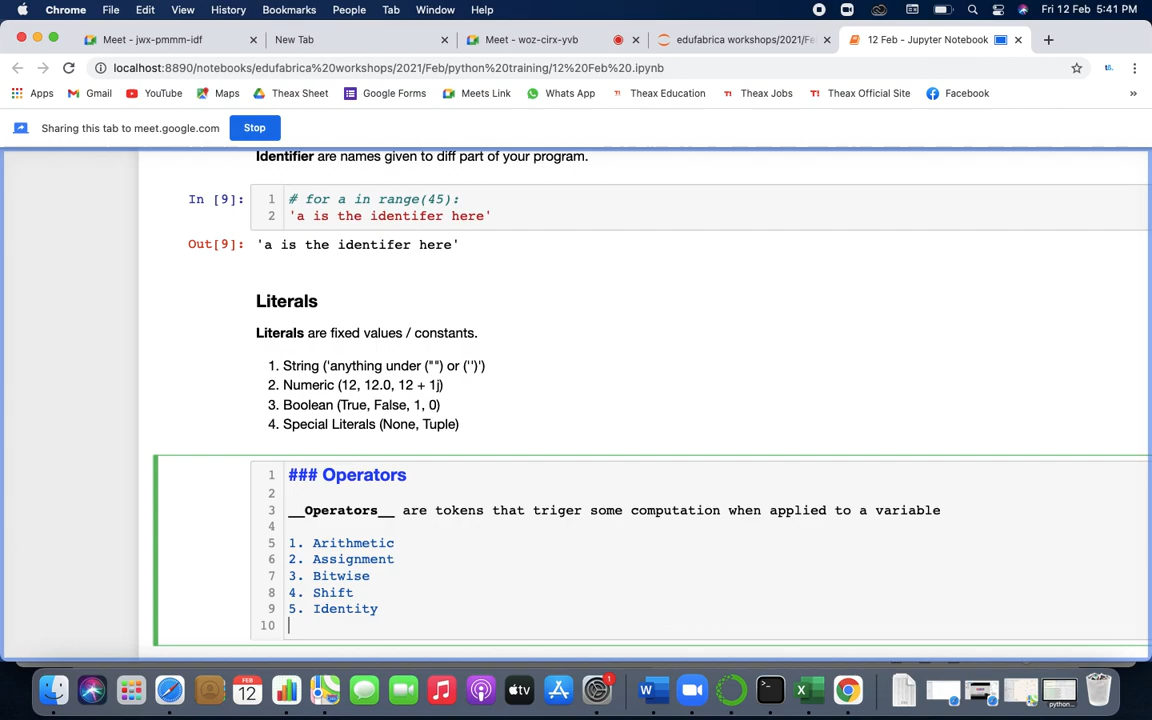 Chrome File Edit View History Bookmarks People Tab Window Help Fri 12 Feb 5:41 PM
Meet - jwx-pmmm-idf New Tab Meet - woz-cirx-yvb edufabrica workshops/2021/Fe 12 Feb - Jupyter Notebook
localhost:8890/notebooks/edufabrica%20workshops/2021/Feb/python%20training/12%20Feb%20.ipynb
Apps Gmail YouTube Maps Theax Sheet Google Forms Meets Link Whats App Theax Education Theax Jobs Theax Official Site Facebook »
Sharing this tab to meet.google.com Stop
Identifier are names given to diff part of your program.
In [9]: 1 # for a in range(45):
2 'a is the identifer here'
Out[9]: 'a is the identifer here'
Literals
Literals are fixed values / constants.
1. String ('anything under ("") or ('')')
2. Numeric (12, 12.0, 12 + 1j)
3. Boolean (True, False, 1, 0)
4. Special Literals (None, Tuple)
1 ### Operators
2
3 __Operators__ are tokens that triger some computation when applied to a variable
4
5 1. Arithmetic
6 2. Assignment
7 3. Bitwise
8 4. Shift
9 5. Identity
10
FEB
12
tv
1
W
X
python...